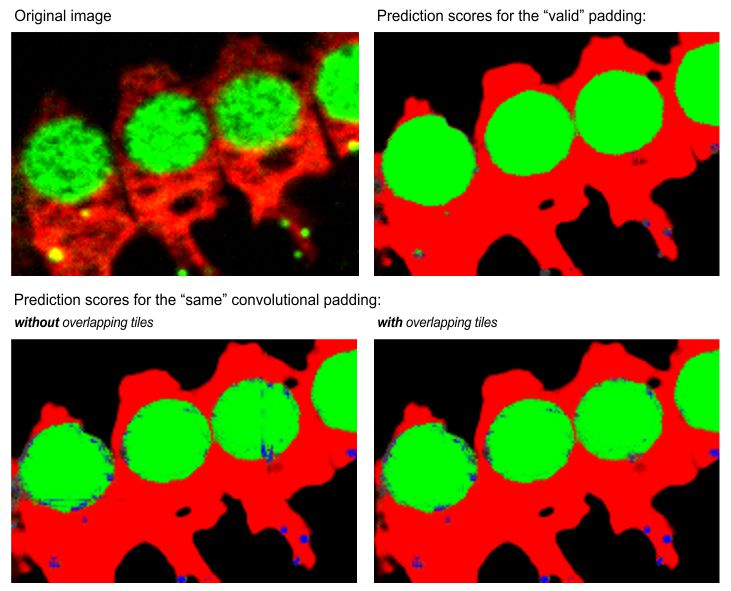 Original image
Prediction scores for the “valid” padding:
Prediction scores for the “same” convolutional padding:
without overlapping tiles
with overlapping tiles